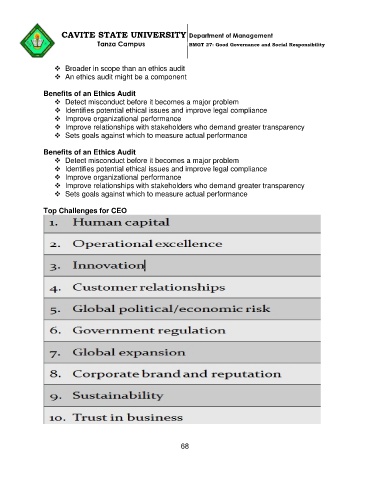 CAVITE STATE UNIVERSITY Department of Management
Tanza Campus BMGT 27- Good Governance and Social Responsibility
❖ Broader in scope than an ethics audit
❖ An ethics audit might be a component
Benefits of an Ethics Audit
❖ Detect misconduct before it becomes a major problem
❖ Identifies potential ethical issues and improve legal compliance
❖ Improve organizational performance
❖ Improve relationships with stakeholders who demand greater transparency
❖ Sets goals against which to measure actual performance
Benefits of an Ethics Audit
❖ Detect misconduct before it becomes a major problem
❖ Identifies potential ethical issues and improve legal compliance
❖ Improve organizational performance
❖ Improve relationships with stakeholders who demand greater transparency
❖ Sets goals against which to measure actual performance
Top Challenges for CEO
1. Human capital
2. Operational excellence
3. Innovation
4. Customer relationships
5. Global political/economic risk
6. Government regulation
7. Global expansion
8. Corporate brand and reputation
9. Sustainability
10. Trust in business
68